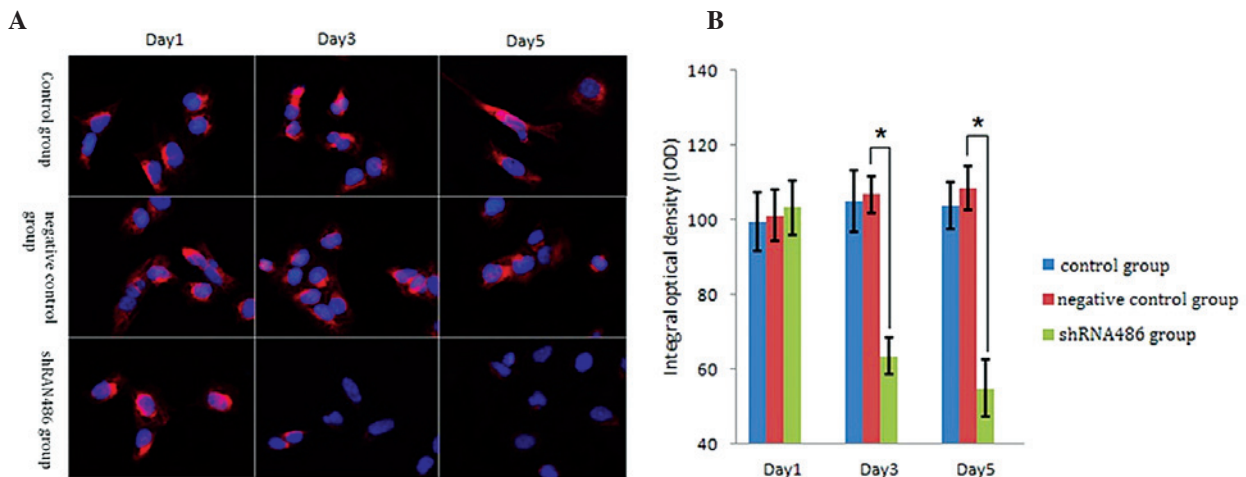 A
Day1 Day3 Day5
Control group
negative control
group
shRAN486 group
B
140
120
100
80
60
40
Integral optical density (IOD)
* *
Day1 Day3 Day5
control group
negative control group
shRNA486 group